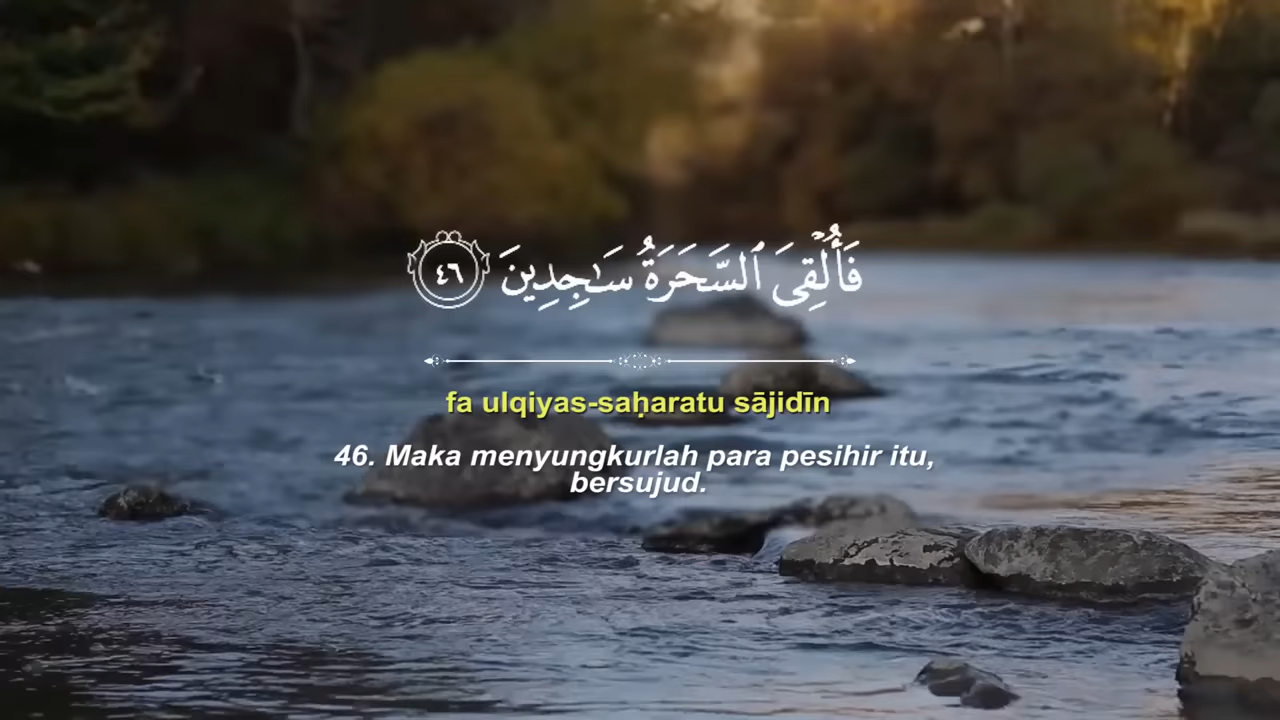 فَأُلۡقِيَ ٱلسَّحَرَةُ سَـٰجِدِينَ ٤٦
fa ulqiyas-saḥaratu sājidīn
46. Maka menyungkurlah para pesihir itu,
bersujud.